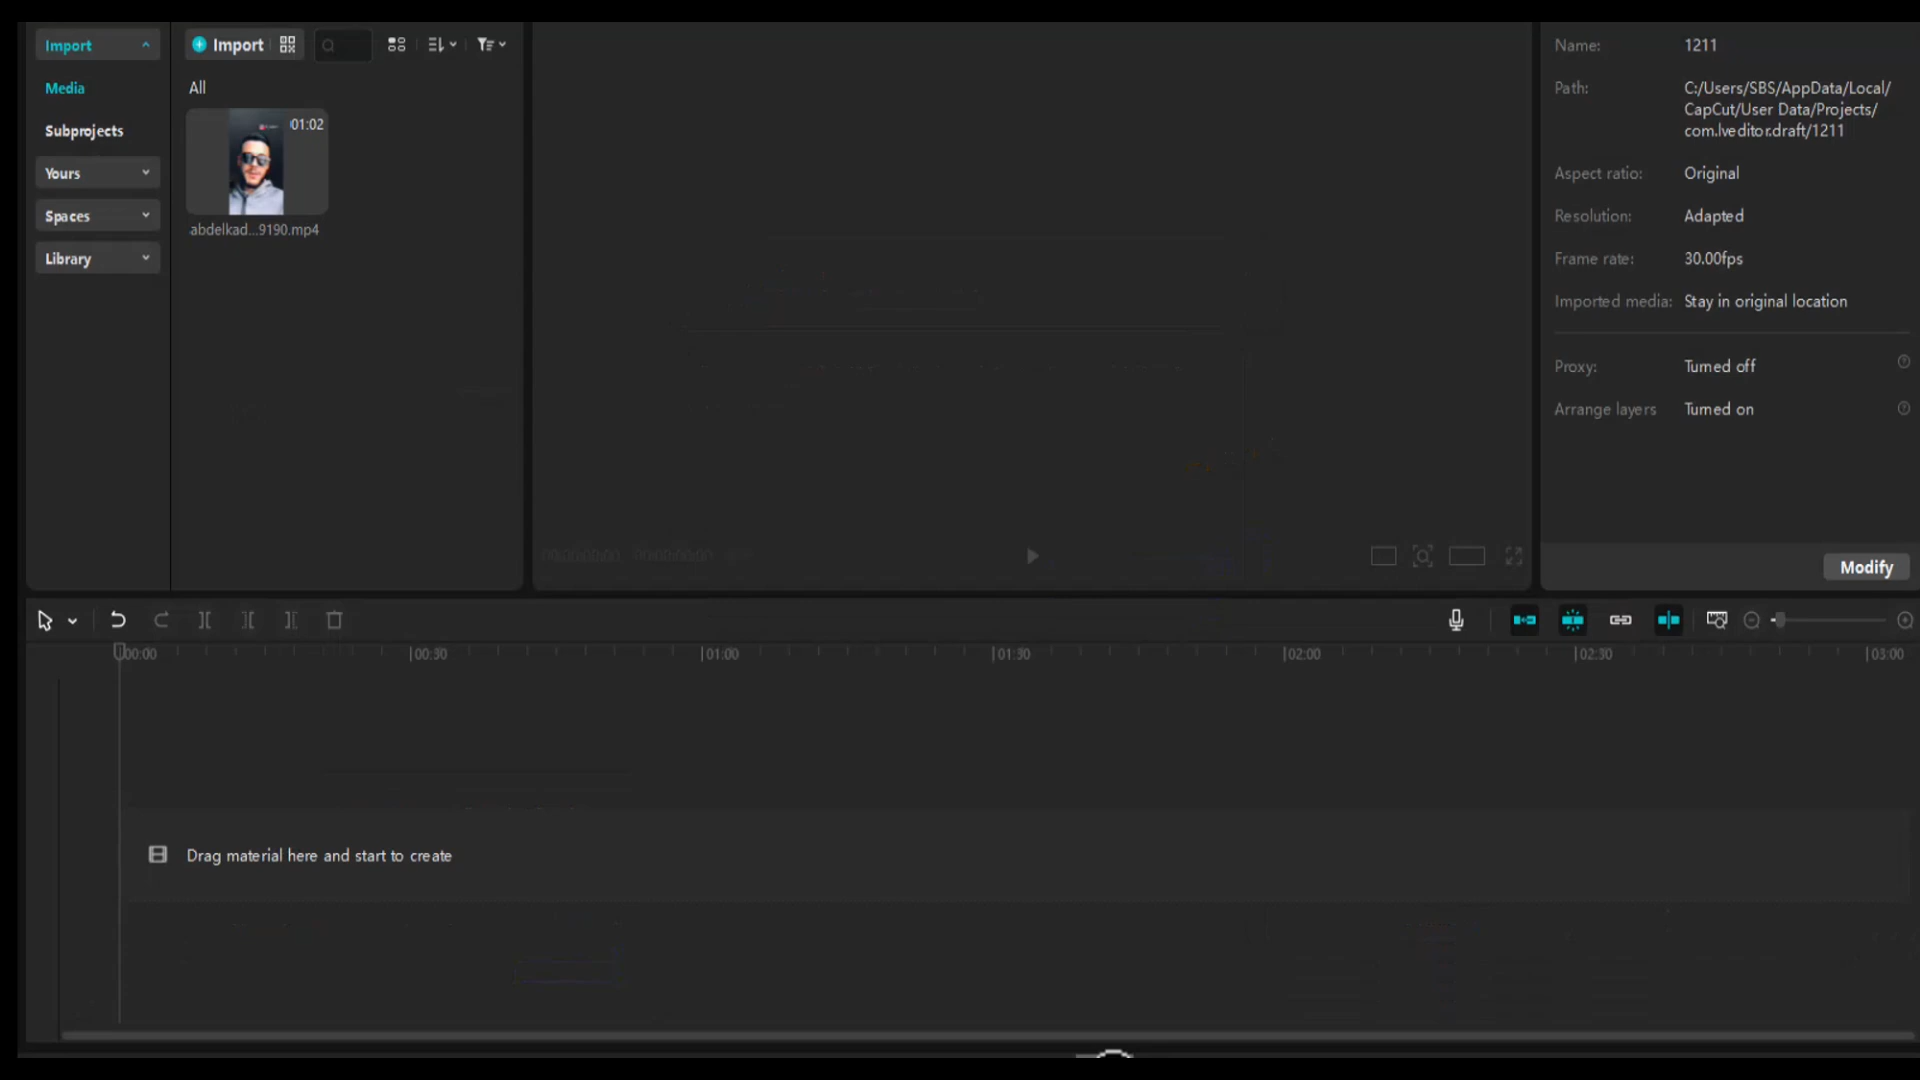 Import
Media
Subprojects
Yours
Spaces
Library
Import
All
01:02
abdelkad...9190.mp4
Name: 1211
Path: C:/Users/SBS/AppData/Local/
CapCut/User Data/Projects/
com.lveditor.draft/1211
Aspect ratio: Original
Resolution: Adapted
Frame rate: 30.00fps
Imported media: Stay in original location
Proxy: Turned off
Arrange layers Turned on
Modify
00:00 00:30 01:00 01:30 02:00 02:30 03:00
Drag material here and start to create